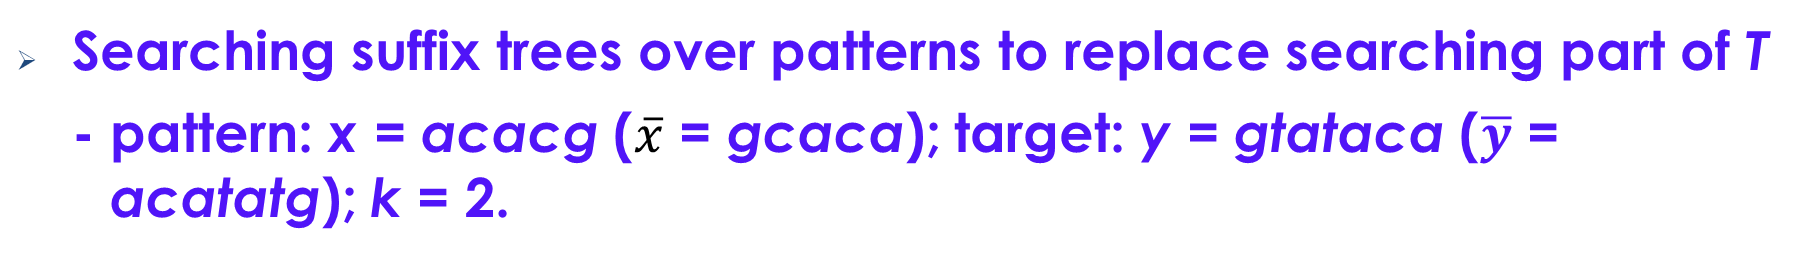 ➢ Searching suffix trees over patterns to replace searching part of T
- pattern: x = acacg (x̅ = gcaca); target: y = gtataca (y̅ =
acatatg); k = 2.